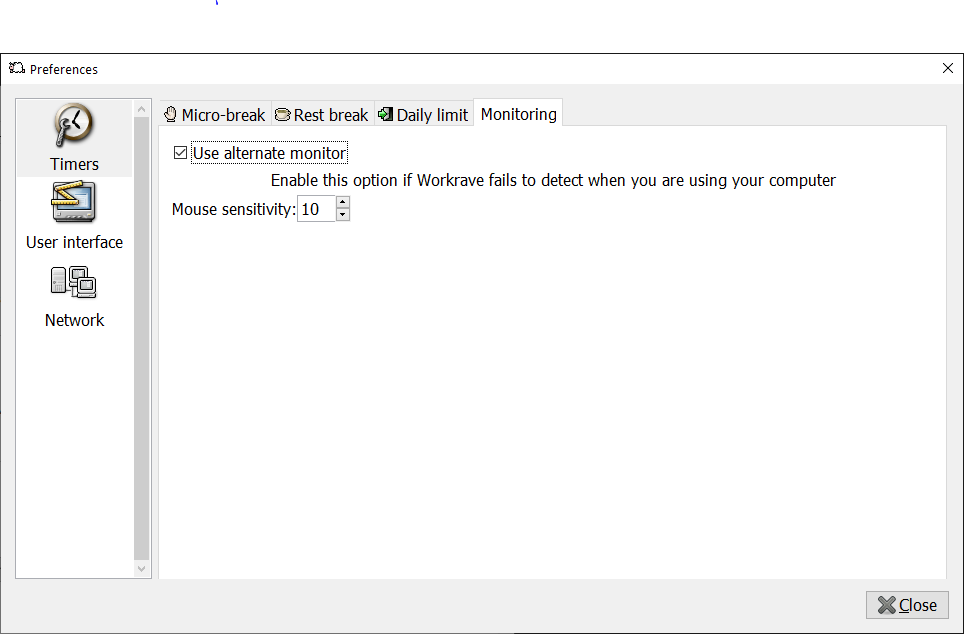 Preferences
Timers
User interface
Network
Micro-break Rest break Daily limit Monitoring
Use alternate monitor
Enable this option if Workrave fails to detect when you are using your computer
Mouse sensitivity: 10
Close